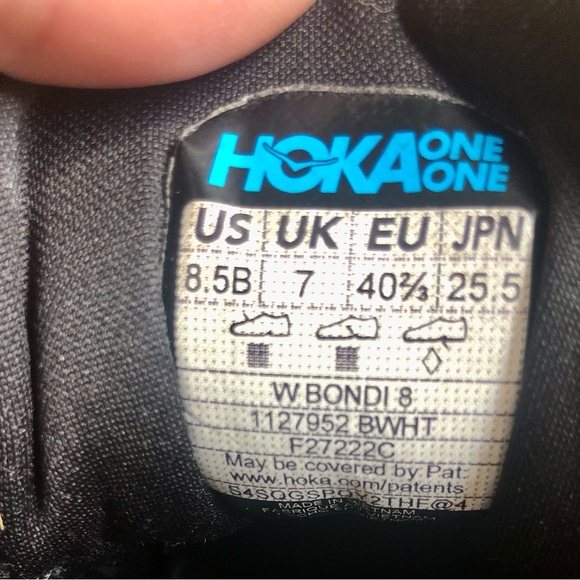 HOKA ONE ONE
US UK EU JPN
8.5B 7 40⅔ 25.5
W BONDI 8
1127952 BWHT
F27222C
May be covered by Pat.
www.hoka.com/patents
MADE IN VIETNAM